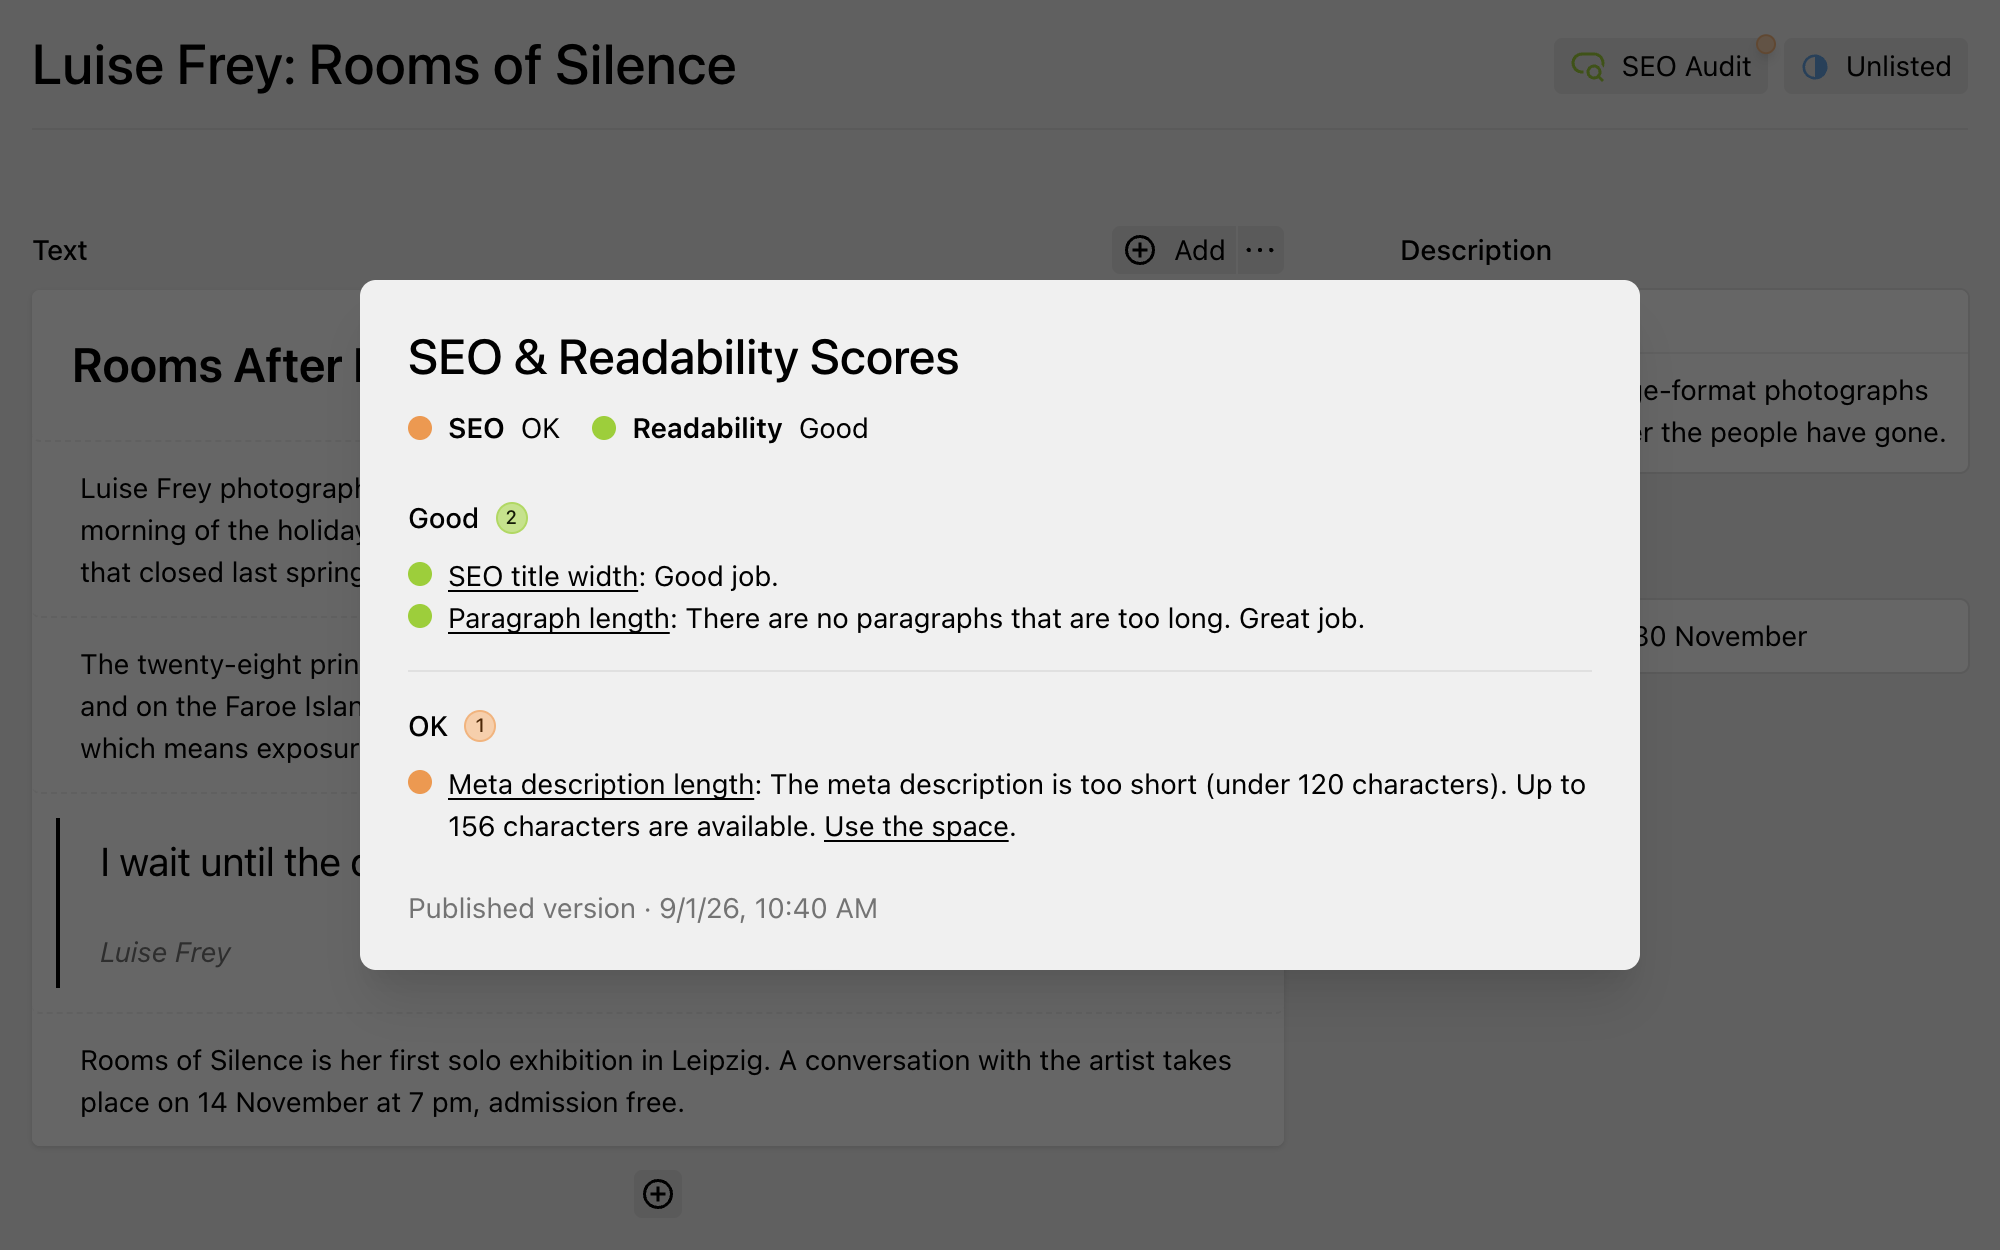 Luise Frey: Rooms of Silence
SEO Audit
Unlisted
Text
Add
Description
Rooms After
SEO & Readability Scores
SEO OK Readability Good
Good 2
SEO title width: Good job.
Paragraph length: There are no paragraphs that are too long. Great job.
OK 1
Meta description length: The meta description is too short (under 120 characters). Up to
156 characters are available. Use the space.
Published version · 9/1/26, 10:40 AM
-format photographs
the people have gone.
30 November
Luise Frey
morning of the
that closed last spring
The twenty-eight
and on the Faroe
which means
I wait until the
Luise Frey
Rooms of Silence is her first solo exhibition in Leipzig. A conversation with the artist takes
place on 14 November at 7 pm, admission free.